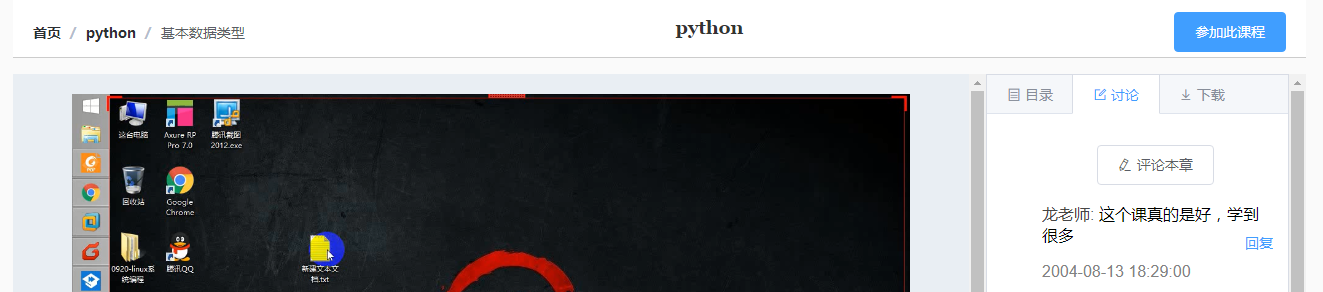 首页 / python / 基本数据类型
python
参加此课程
目录
讨论
下载
评论本章
龙老师: 这个课真的是好，学到
很多
回复
2004-08-13 18:29:00
这台电脑
Axure RP
Pro 7.0
腾讯截图
2012.exe
回收站
Google
Chrome
0920-linux系
统编程
腾讯QQ
新建文本文
档.txt